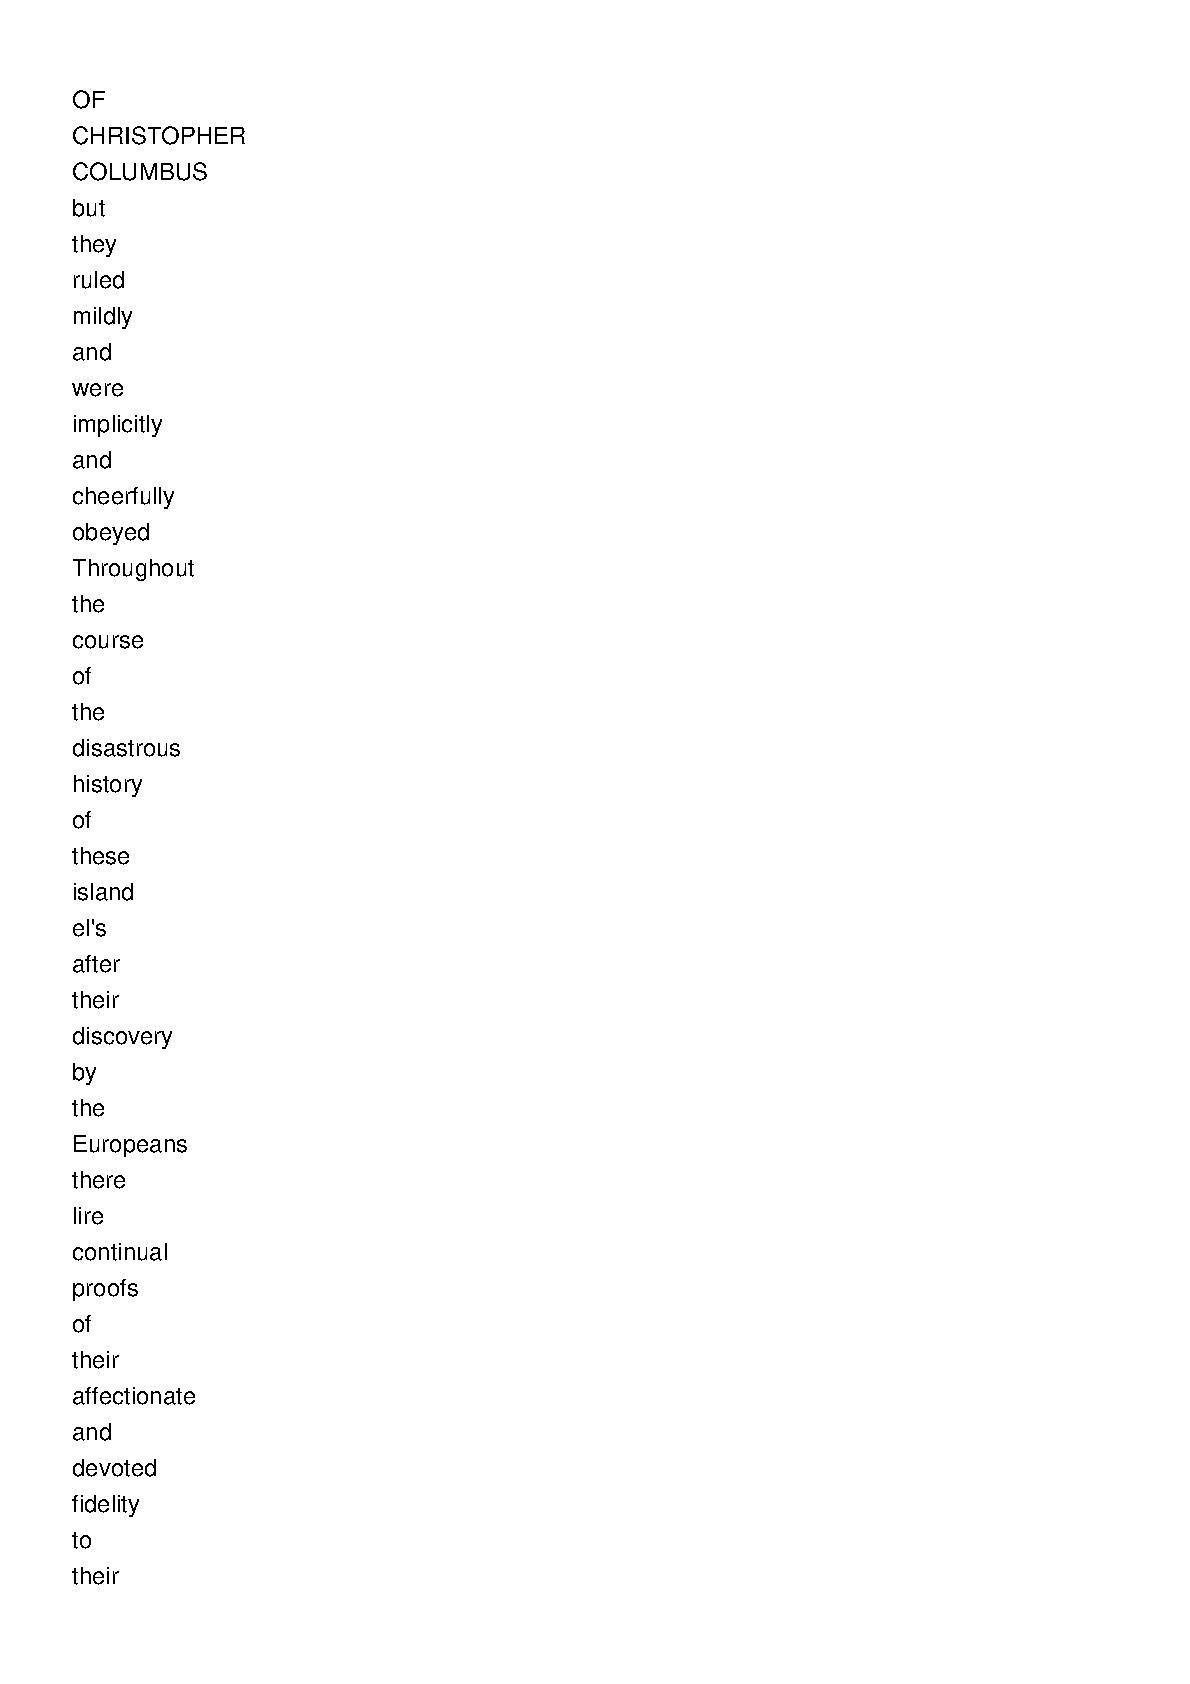 OF
CHRISTOPHER
COLUMBUS
but
they
ruled
mildly
and
were
implicitly
and
cheerfully
obeyed
Throughout
the
course
of
the
disastrous
history
of
these
island
el's
after
their
discovery
by
the
Europeans
there
lire
continual
proofs
of
their
affectionate
and
devoted
fidelity
to
their